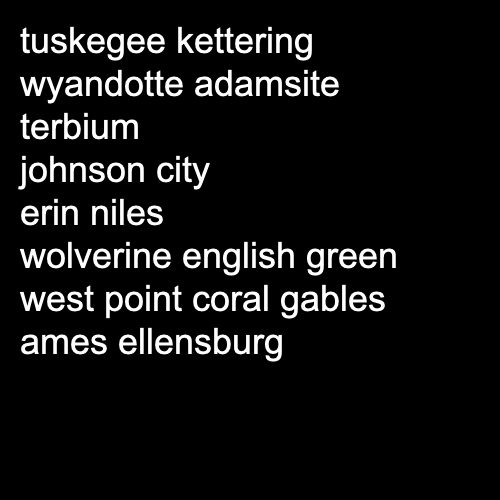 tuskegee kettering
wyandotte adamsite
terbium
johnson city
erin niles
wolverine english green
west point coral gables
ames ellensburg